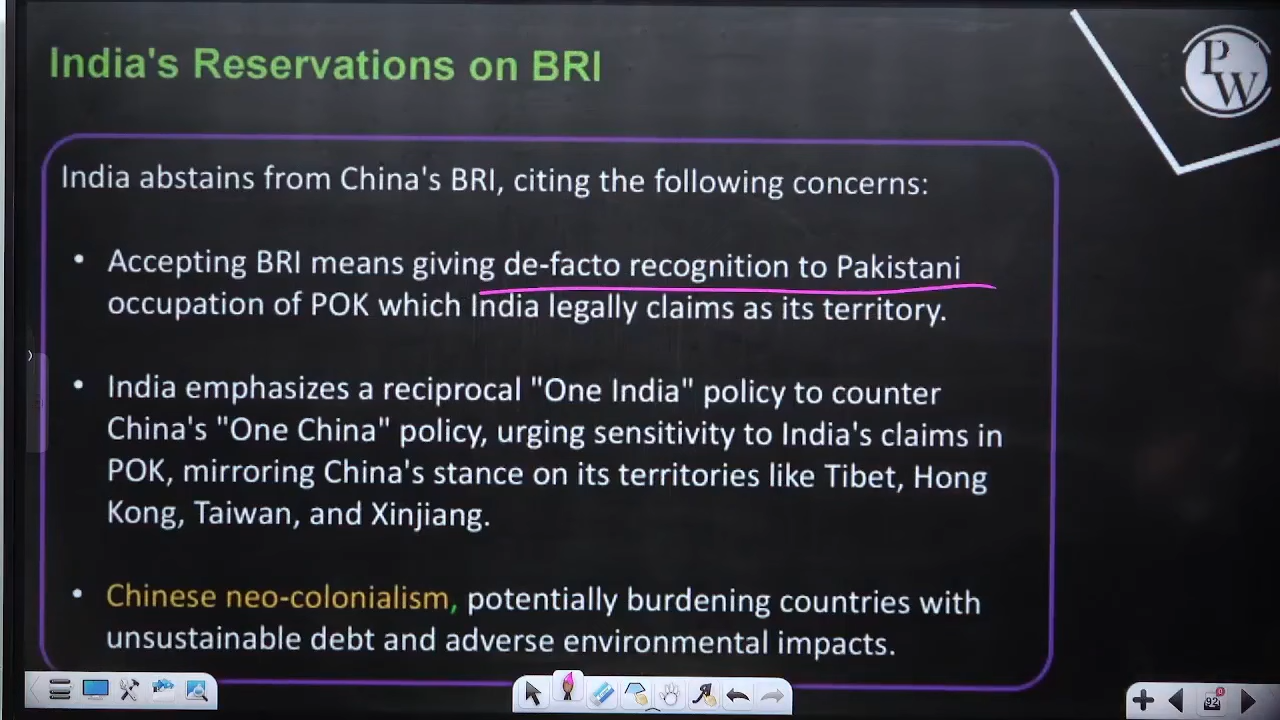 India's Reservations on BRI
PW
India abstains from China's BRI, citing the following concerns:
• Accepting BRI means giving de-facto recognition to Pakistani
occupation of POK which India legally claims as its territory.
• India emphasizes a reciprocal "One India" policy to counter
China's "One China" policy, urging sensitivity to India's claims in
POK, mirroring China's stance on its territories like Tibet, Hong
Kong, Taiwan, and Xinjiang.
• Chinese neo-colonialism, potentially burdening countries with
unsustainable debt and adverse environmental impacts.
92